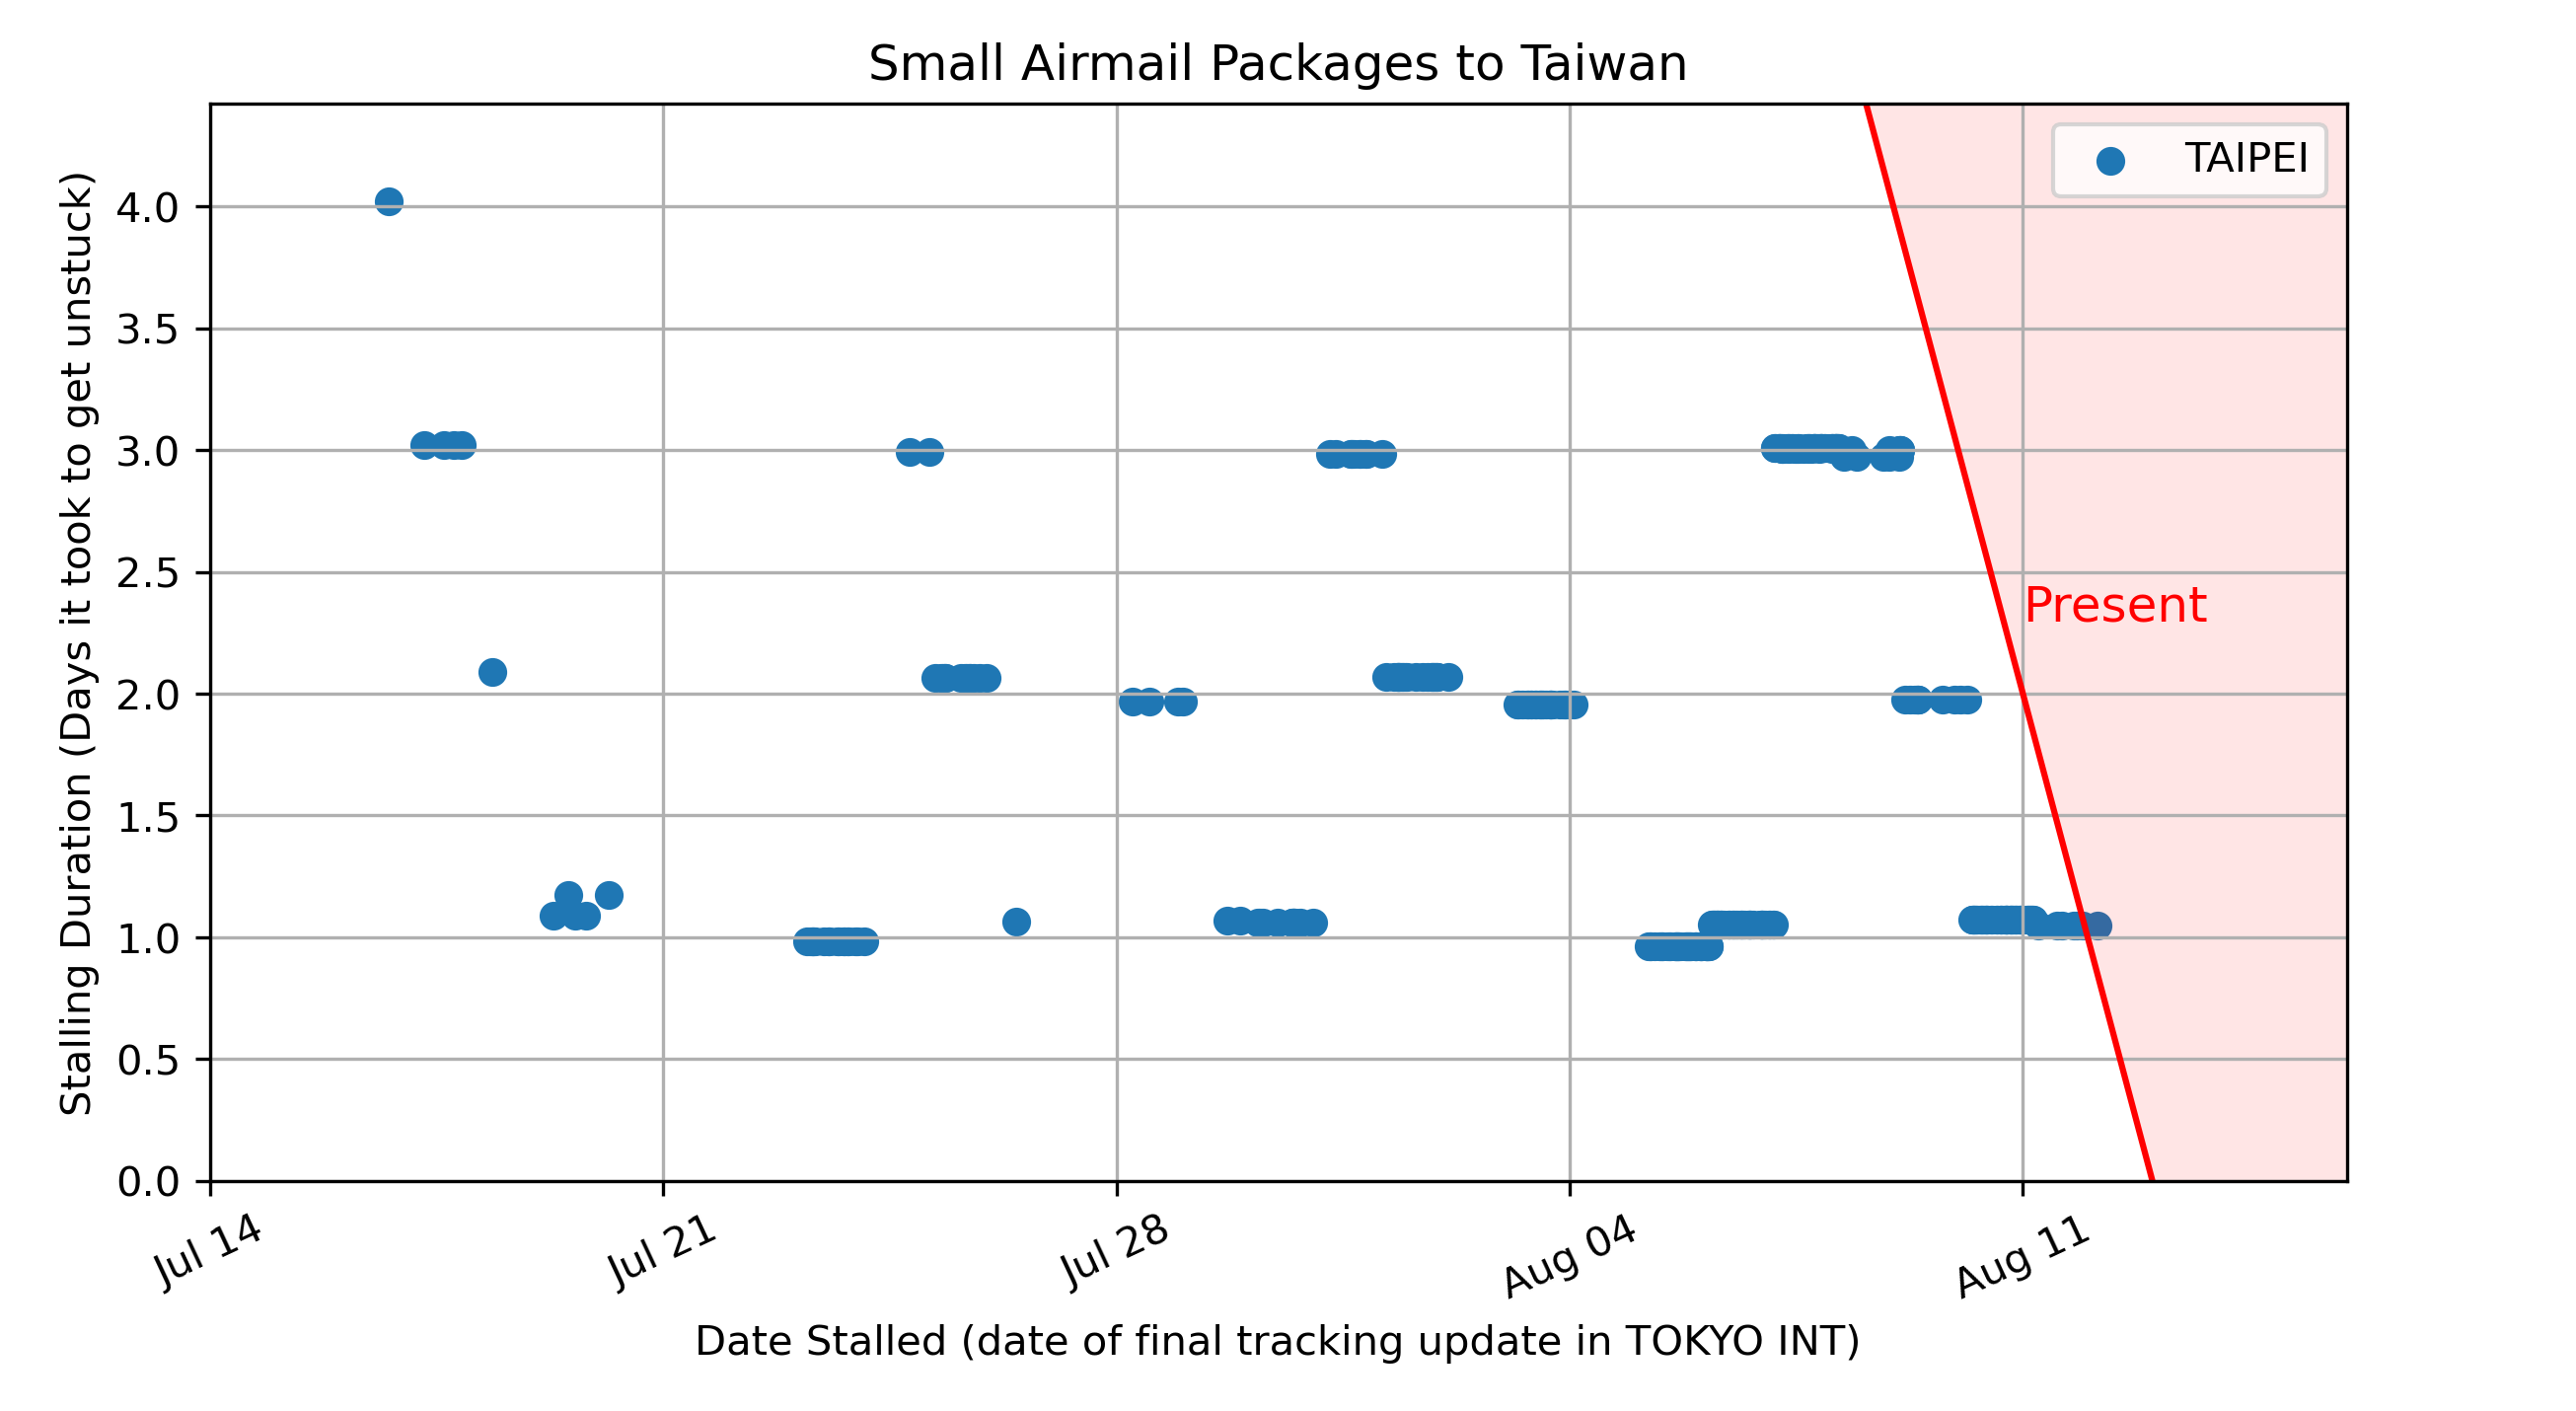 Small Airmail Packages to Taiwan
TAIPEI
Present
Stalling Duration (Days it took to get unstuck)
4.0
3.5
3.0
2.5
2.0
1.5
1.0
0.5
0.0
Jul 14
Jul 21
Jul 28
Aug 04
Aug 11
Date Stalled (date of final tracking update in TOKYO INT)